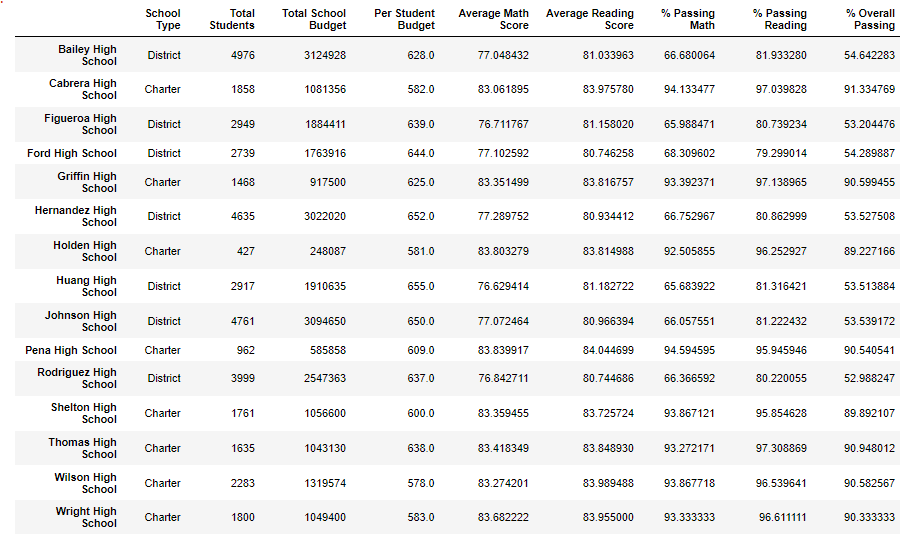 School Type Total Students Total School Budget Per Student Budget Average Math Score Average Reading Score % Passing Math % Passing Reading % Overall Passing
Bailey High School District 4976 3124928 628.0 77.048432 81.033963 66.680064 81.933280 54.642283
Cabrera High School Charter 1858 1081356 582.0 83.061895 83.975780 94.133477 97.039828 91.334769
Figueroa High School District 2949 1884411 639.0 76.711767 81.158020 65.988471 80.739234 53.204476
Ford High School District 2739 1763916 644.0 77.102592 80.746258 68.309602 79.299014 54.289887
Griffin High School Charter 1468 917500 625.0 83.351499 83.816757 93.392371 97.138965 90.599455
Hernandez High School District 4635 3022020 652.0 77.289752 80.934412 66.752967 80.862999 53.527508
Holden High School Charter 427 248087 581.0 83.803279 83.814988 92.505855 96.252927 89.227166
Huang High School District 2917 1910635 655.0 76.629414 81.182722 65.683922 81.316421 53.513884
Johnson High School District 4761 3094650 650.0 77.072464 80.966394 66.057551 81.222432 53.539172
Pena High School Charter 962 585858 609.0 83.839917 84.044699 94.594595 95.945946 90.540541
Rodriguez High School District 3999 2547363 637.0 76.842711 80.744686 66.366592 80.220055 52.988247
Shelton High School Charter 1761 1056600 600.0 83.359455 83.725724 93.867121 95.854628 89.892107
Thomas High School Charter 1635 1043130 638.0 83.418349 83.848930 93.272171 97.308869 90.948012
Wilson High School Charter 2283 1319574 578.0 83.274201 83.989488 93.867718 96.539641 90.582567
Wright High School Charter 1800 1049400 583.0 83.682222 83.955000 93.333333 96.611111 90.333333